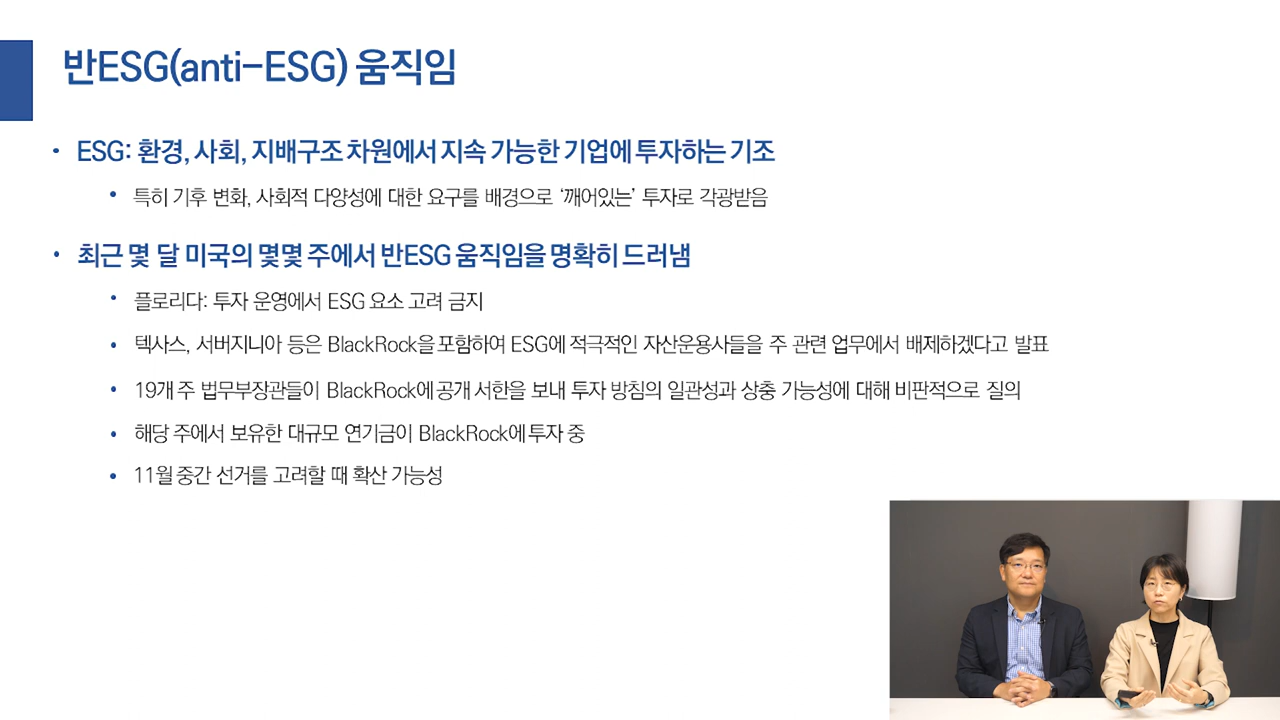 반ESG(anti-ESG) 움직임
• ESG: 환경, 사회, 지배구조 차원에서 지속 가능한 기업에 투자하는 기조
• 특히 기후 변화, 사회적 다양성에 대한 요구를 배경으로 ‘깨어있는’ 투자로 각광받음
• 최근 몇 달 미국의 몇몇 주에서 반ESG 움직임을 명확히 드러냄
• 플로리다: 투자 운영에서 ESG 요소 고려 금지
• 텍사스, 서버지니아 등은 BlackRock을 포함하여 ESG에 적극적인 자산운용사들을 주 관련 업무에서 배제하겠다고 발표
• 19개 주 법무부장관들이 BlackRock에 공개 서한을 보내 투자 방침의 일관성과 상충 가능성에 대해 비판적으로 질의
• 해당 주에서 보유한 대규모 연기금이 BlackRock에 투자 중
• 11월 중간 선거를 고려할 때 확산 가능성